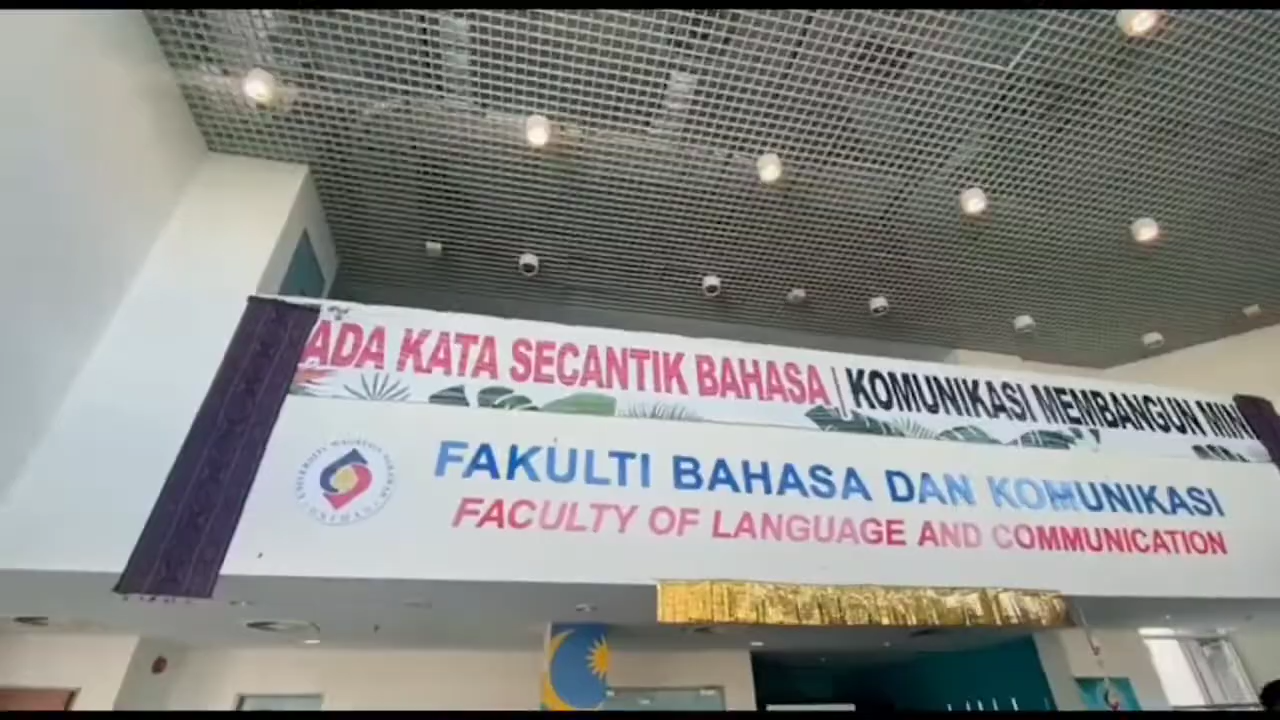 ADA KATA SECANTIK BAHASA | KOMUNIKASI MEMBANGUN
FAKULTI BAHASA DAN KOMUNIKASI
FACULTY OF LANGUAGE AND COMMUNICATION